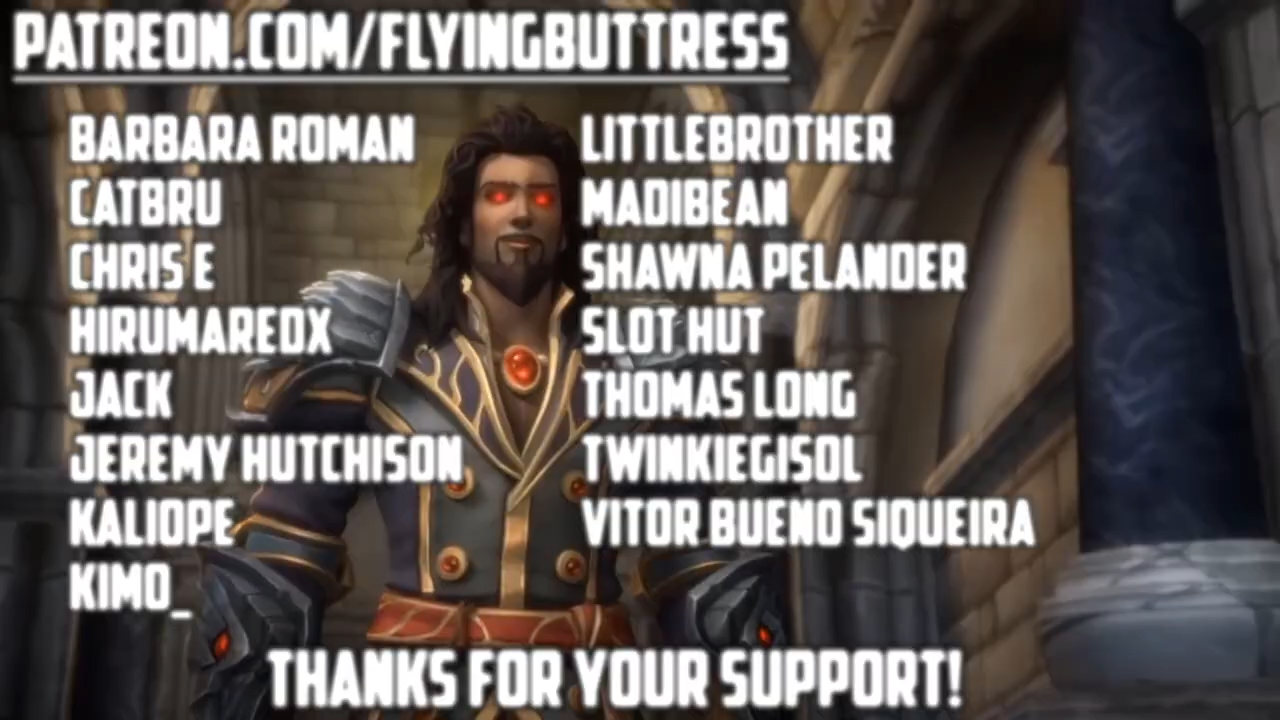 PATREON.COM/FLYINGBUTTRESS
BARBARA ROMAN
CATBRU
CHRIS E
HIRUMAREDX
JACK
JEREMY HUTCHISON
KALIOPE
KIMO_
LITTLEBROTHER
MADIBEAN
SHAWNA PELANDER
SLOT HUT
THOMAS LONG
TWINKIEGISOL
VITOR BUENO SIQUEIRA
THANKS FOR YOUR SUPPORT!